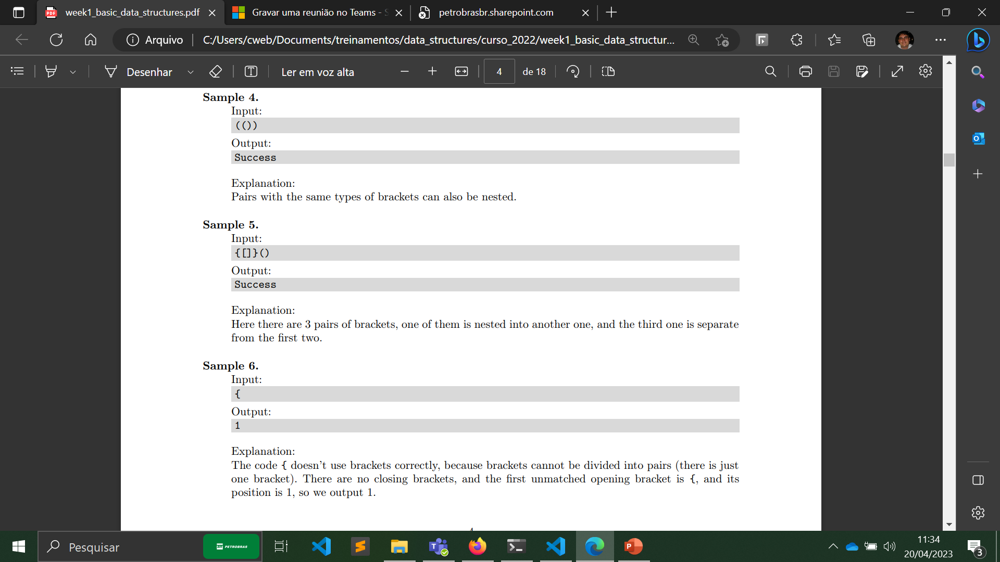 week1_basic_data_structures.pdf
Gravar uma reunião no Teams - S
petrobrasbr.sharepoint.com
Arquivo
C:/Users/cweb/Documents/treinamentos/data_structures/curso_2022/week1_basic_data_structur...
Desenhar
Ler em voz alta
4
de 18
Sample 4.
Input:
(())
Output:
Success
Explanation:
Pairs with the same types of brackets can also be nested.
Sample 5.
Input:
{[]}()
Output:
Success
Explanation:
Here there are 3 pairs of brackets, one of them is nested into another one, and the third one is separate
from the first two.
Sample 6.
Input:
{
Output:
1
Explanation:
The code { doesn't use brackets correctly, because brackets cannot be divided into pairs (there is just
one bracket). There are no closing brackets, and the first unmatched opening bracket is {, and its
position is 1, so we output 1.
Pesquisar
PETROBRAS
11:34
20/04/2023
3